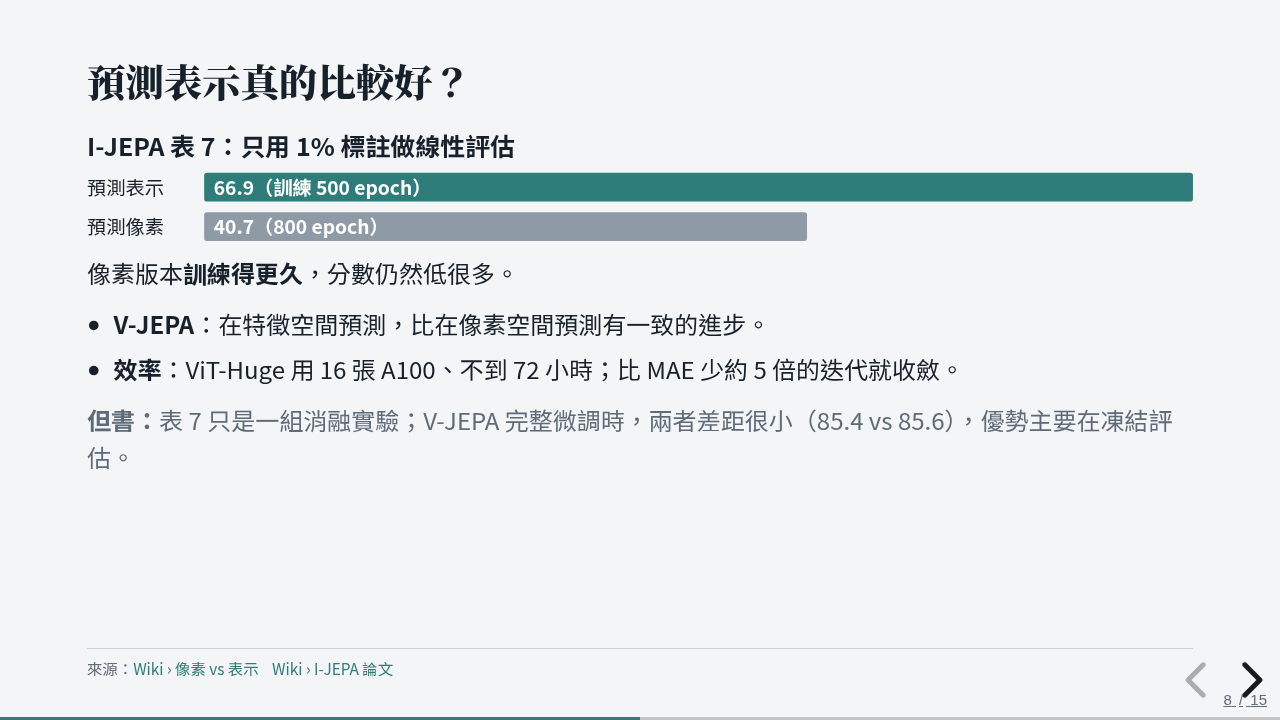 預測表示真的比較好？
I-JEPA 表 7：只用 1% 標註做線性評估
預測表示 66.9（訓練 500 epoch）
預測像素 40.7（800 epoch）
像素版本訓練得更久，分數仍然低很多。
• V-JEPA：在特徵空間預測，比在像素空間預測有一致的進步。
• 效率：ViT-Huge 用 16 張 A100、不到 72 小時；比 MAE 少約 5 倍的迭代就收斂。
但書：表 7 只是一組消融實驗；V-JEPA 完整微調時，兩者差距很小（85.4 vs 85.6），優勢主要在凍結評
估。
來源：Wiki › 像素 vs 表示 Wiki › I-JEPA 論文
8 / 15